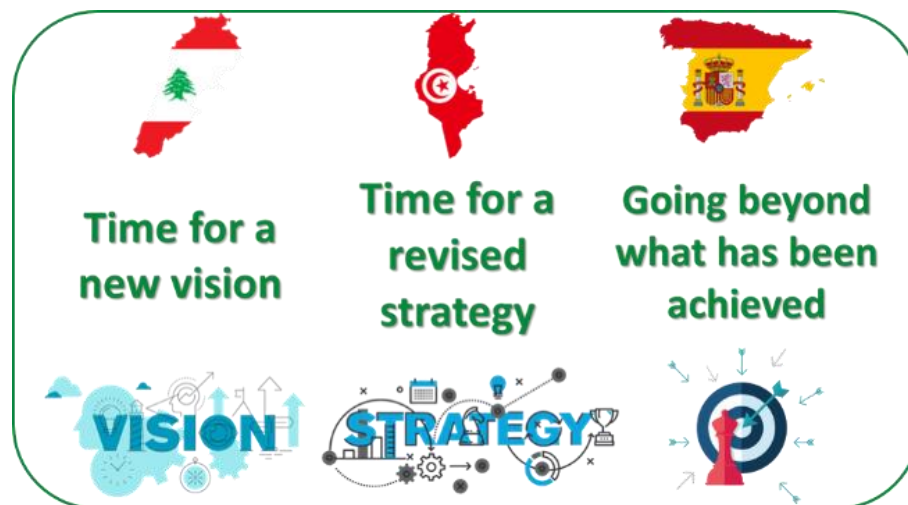 Time for a
new vision
Time for a
revised
strategy
Going beyond
what has been
achieved
VISION
STRATEGY